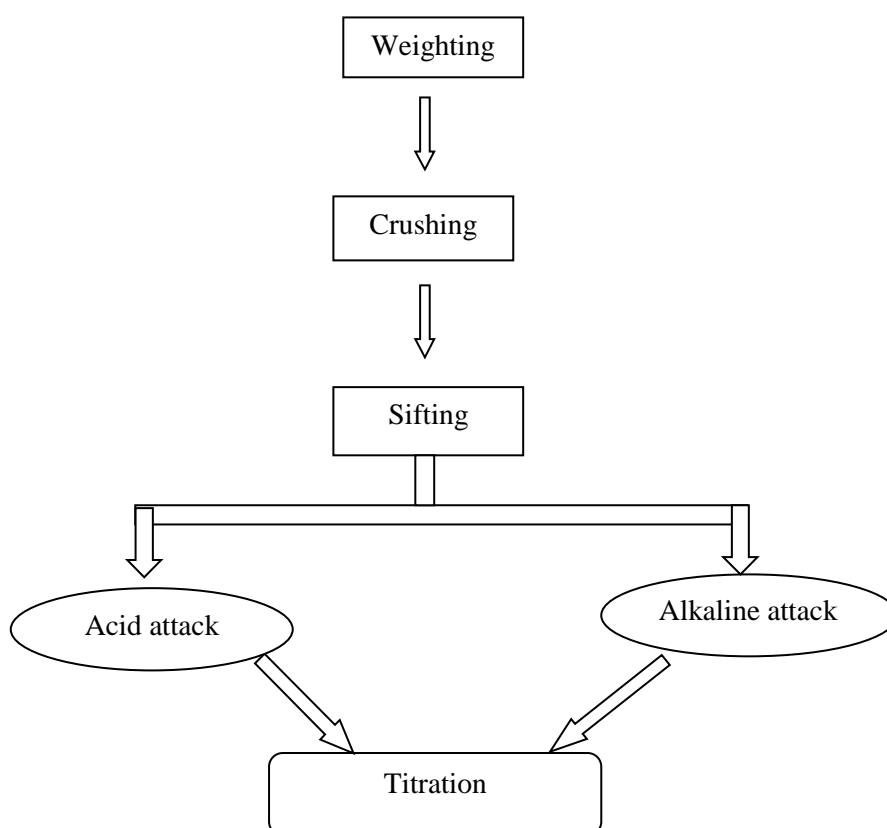 Weighting
Crushing
Sifting
Acid attack
Alkaline attack
Titration